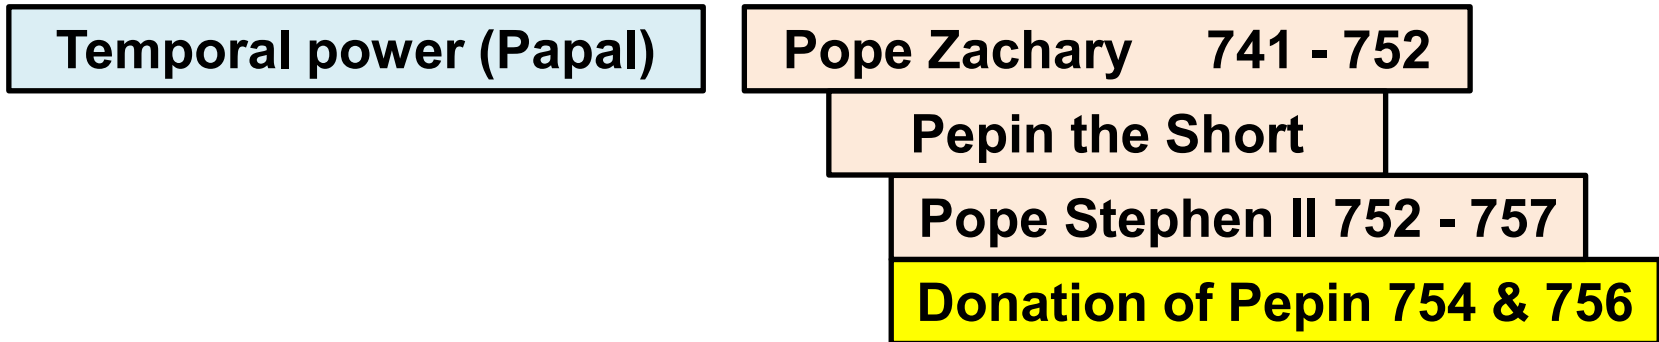 Temporal power (Papal)
Pope Zachary 741 - 752
Pepin the Short
Pope Stephen II 752 - 757
Donation of Pepin 754 & 756